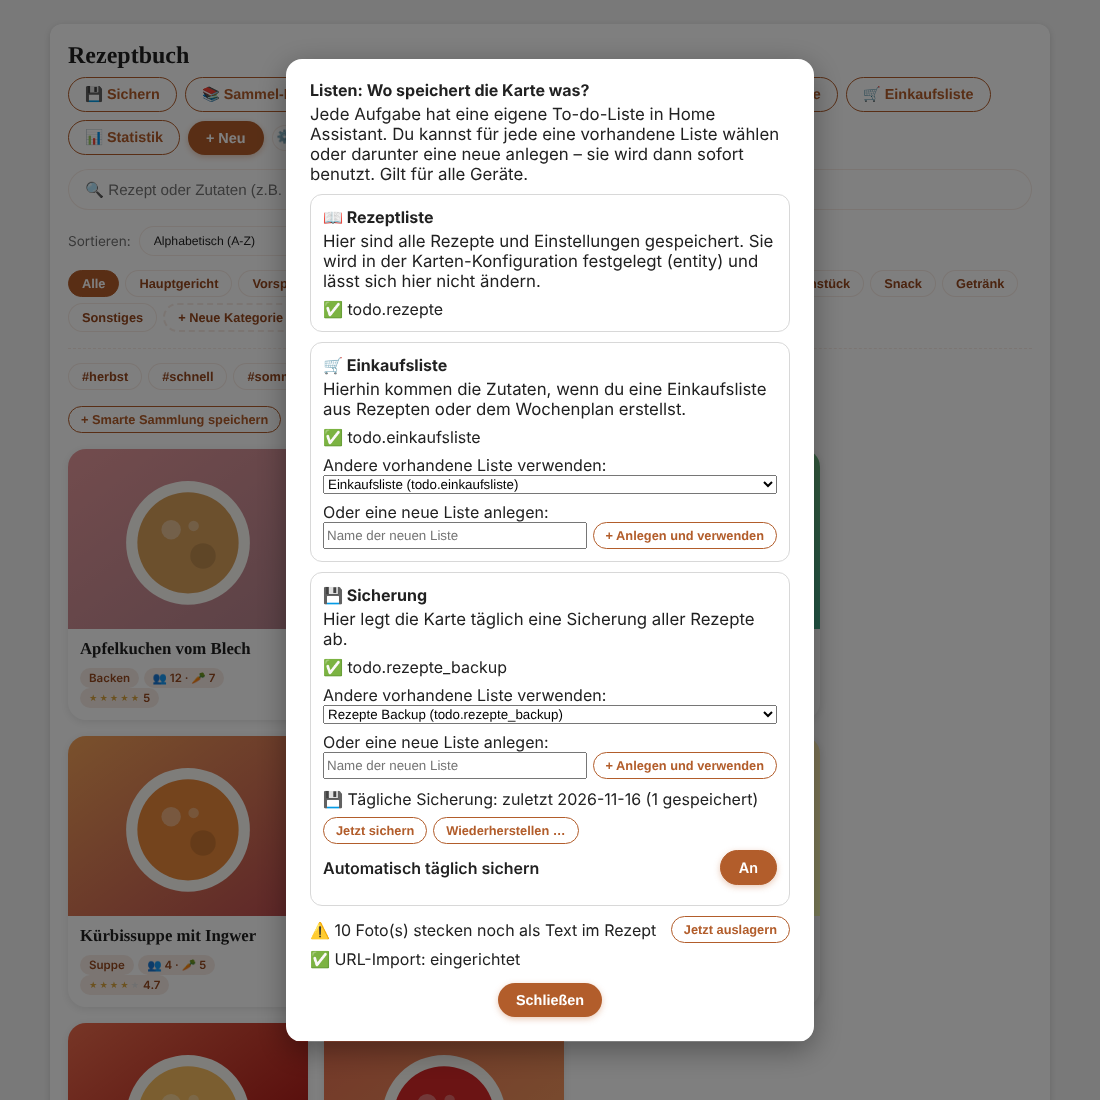 Rezeptbuch
💾 Sichern
📚 Sammel-
🛒 Einkaufsliste
📊 Statistik
+ Neu
🔍 Rezept oder Zutaten (z.B.
Sortieren:
Alphabetisch (A-Z)
Alle
Hauptgericht
Snack
Getränk
Sonstiges
+ Neue Kategorie
#herbst
#schnell
+ Smarte Sammlung speichern
Apfelkuchen vom Blech
Backen
👥 12 · 🥕 7
★★★★★ 5
Kürbissuppe mit Ingwer
Suppe
👥 4 · 🥕 5
★★★★ 4.7
Listen: Wo speichert die Karte was?
Jede Aufgabe hat eine eigene To-do-Liste in Home
Assistant. Du kannst für jede eine vorhandene Liste wählen
oder darunter eine neue anlegen – sie wird dann sofort
benutzt. Gilt für alle Geräte.
📖 Rezeptliste
Hier sind alle Rezepte und Einstellungen gespeichert. Sie
wird in der Karten-Konfiguration festgelegt (entity) und
lässt sich hier nicht ändern.
✅ todo.rezepte
🛒 Einkaufsliste
Hierhin kommen die Zutaten, wenn du eine Einkaufsliste
aus Rezepten oder dem Wochenplan erstellst.
✅ todo.einkaufsliste
Andere vorhandene Liste verwenden:
Einkaufsliste (todo.einkaufsliste)
Oder eine neue Liste anlegen:
Name der neuen Liste
+ Anlegen und verwenden
💾 Sicherung
Hier legt die Karte täglich eine Sicherung aller Rezepte
ab.
✅ todo.rezepte_backup
Andere vorhandene Liste verwenden:
Rezepte Backup (todo.rezepte_backup)
Oder eine neue Liste anlegen:
Name der neuen Liste
+ Anlegen und verwenden
💾 Tägliche Sicherung: zuletzt 2026-11-16 (1 gespeichert)
Jetzt sichern
Wiederherstellen ...
Automatisch täglich sichern
An
⚠️ 10 Foto(s) stecken noch als Text im Rezept
Jetzt auslagern
✅ URL-Import: eingerichtet
Schließen